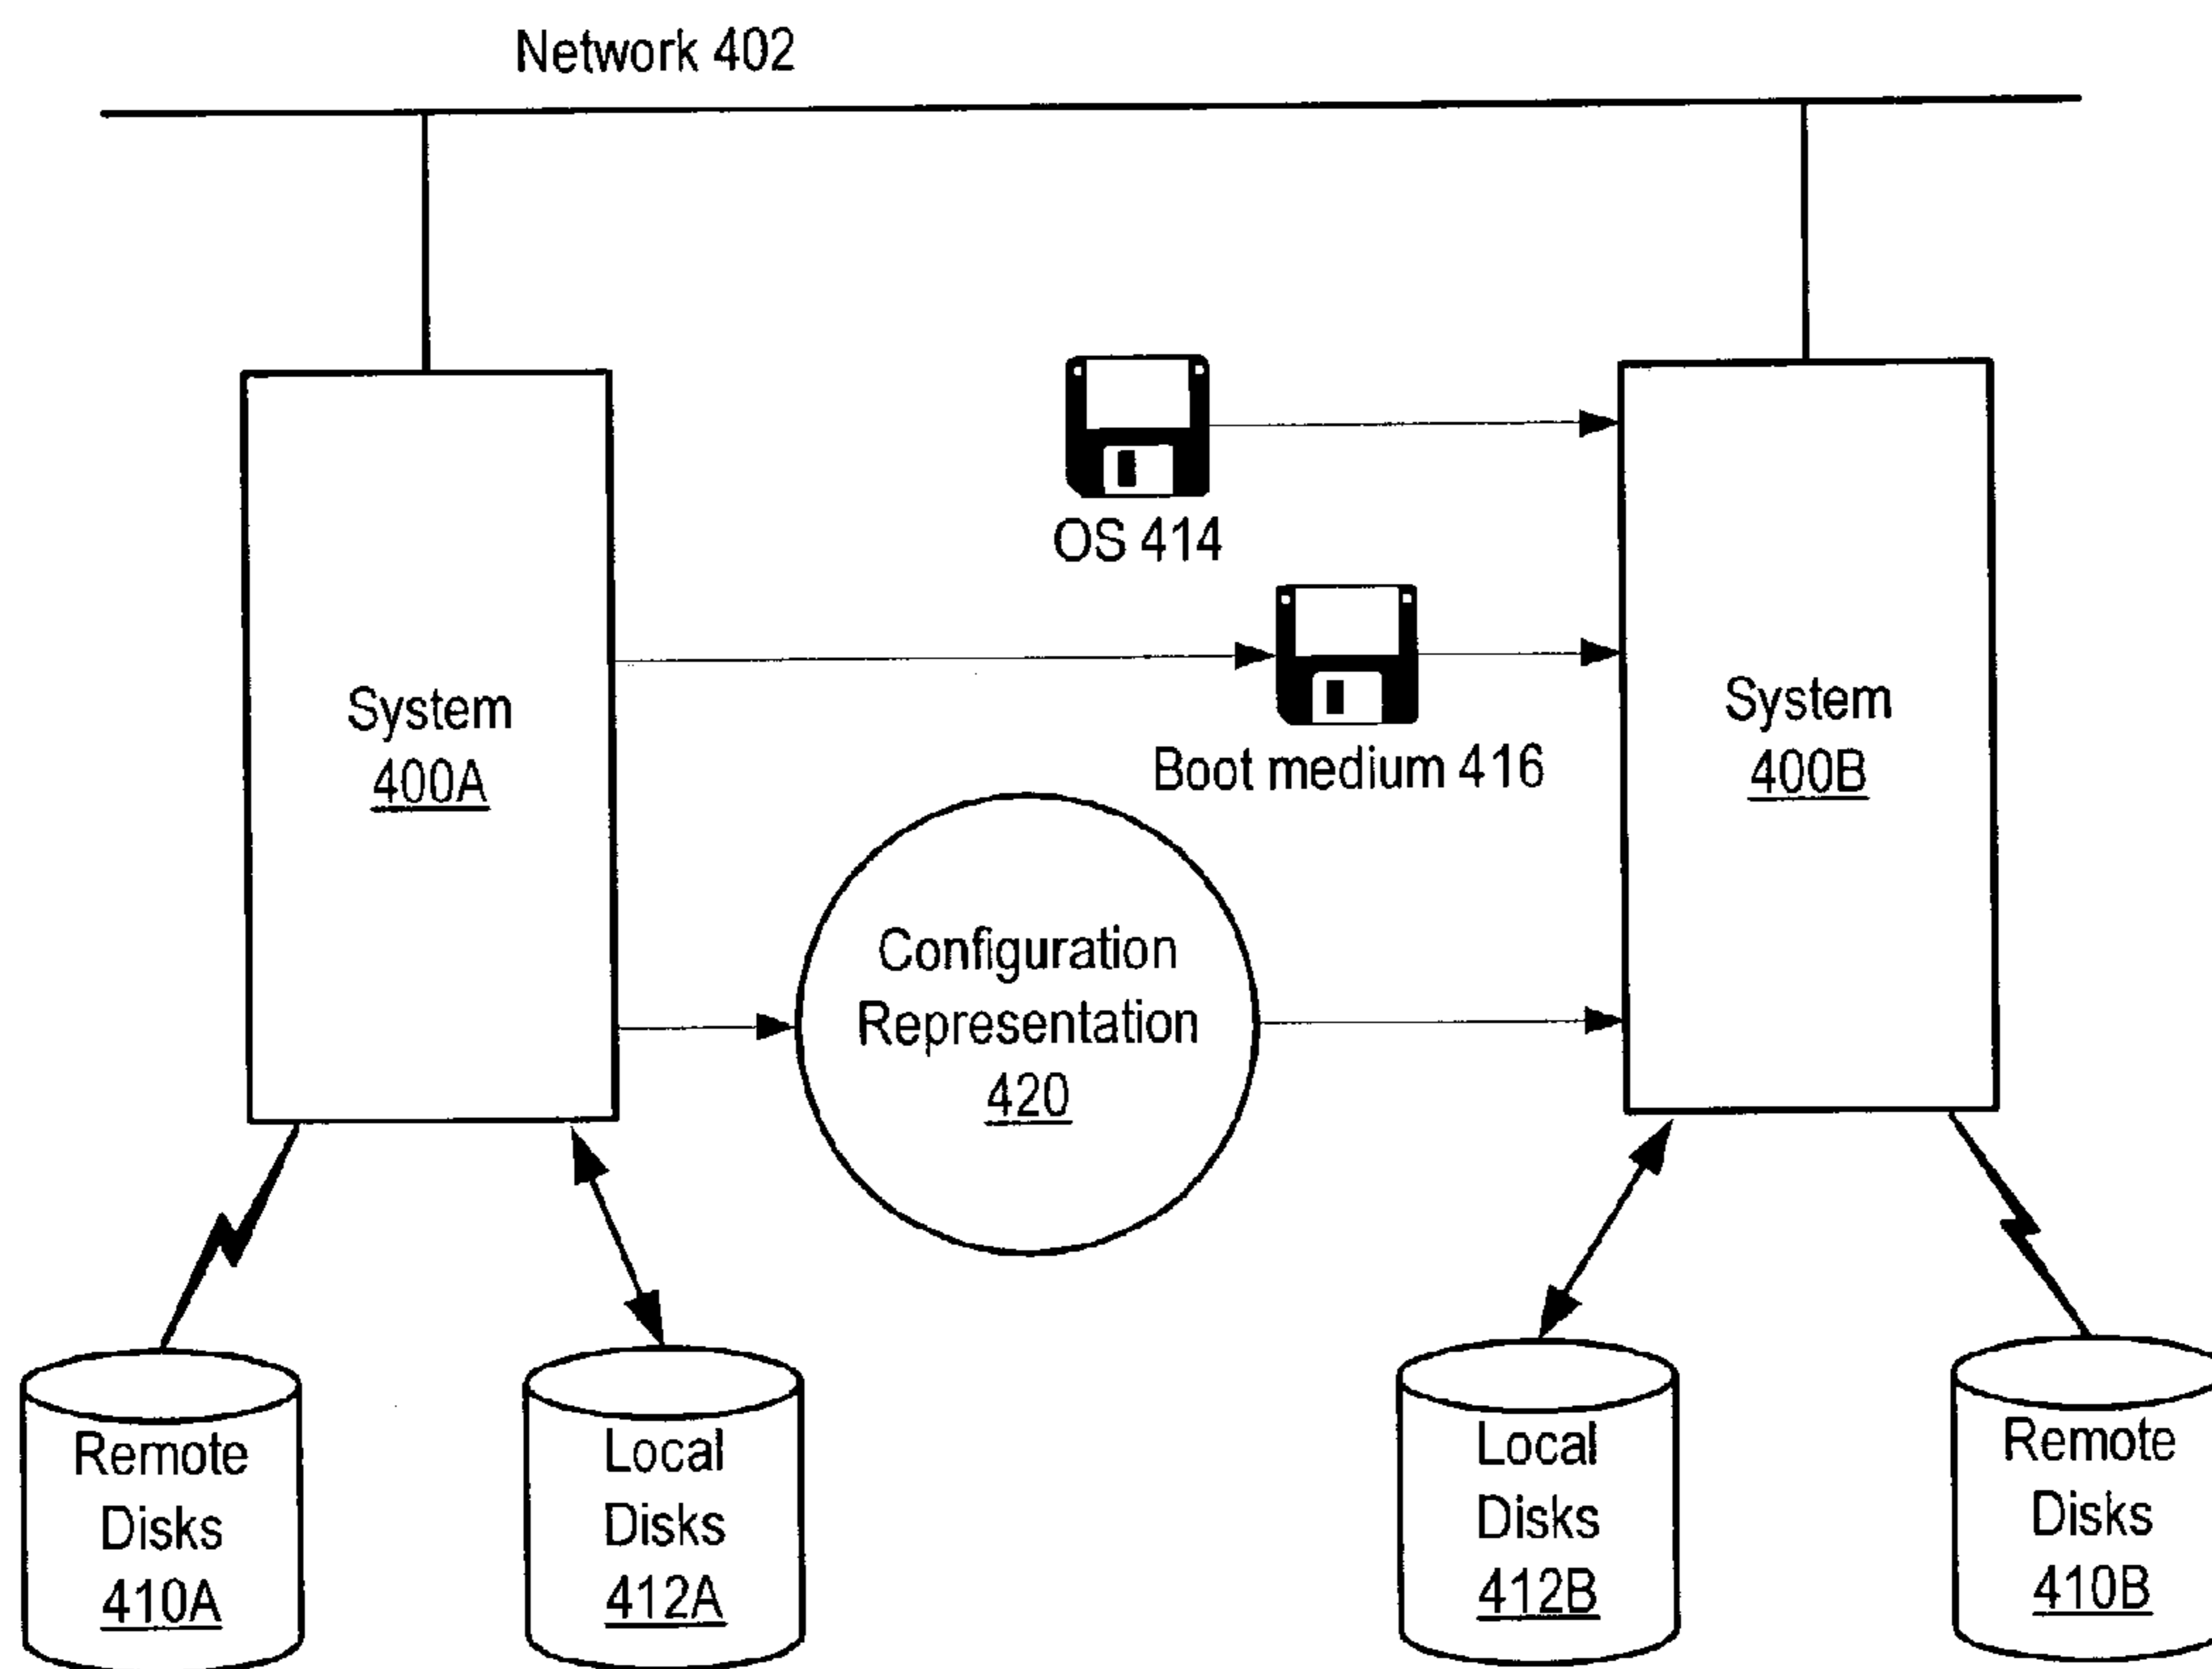 Network 402
OS 414
System
400A
Boot medium 416
System
400B
Configuration
Representation
420
Remote
Disks
410A
Local
Disks
412A
Local
Disks
412B
Remote
Disks
410B